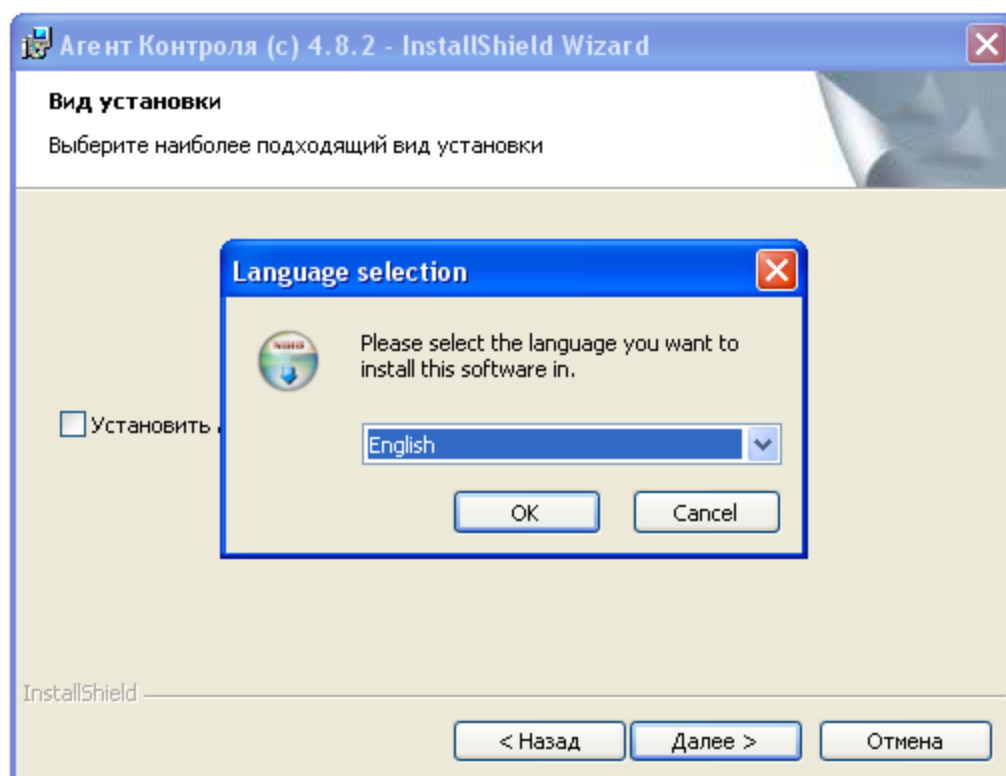 Агент Контроля (c) 4.8.2 - InstallShield Wizard
Вид установки
Выберите наиболее подходящий вид установки
Language selection
Please select the language you want to
install this software in.
Установить
English
OK Cancel
InstallShield
< Назад Далее > Отмена